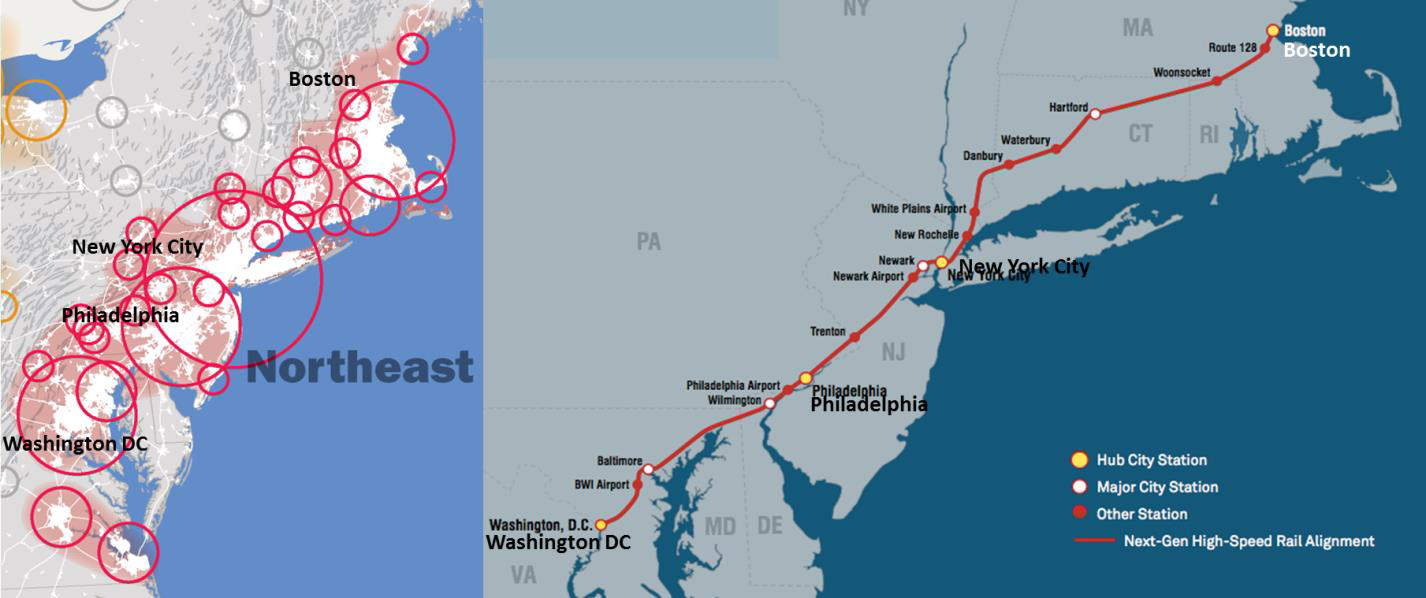 Boston
New York City
Philadelphia
Northeast
Washington DC
NY
MA
Boston
Boston
Route 128
Woonsocket
Hartford
CT
RI
Waterbury
Danbury
PA
White Plains Airport
New Rochelle
Newark
New York City
New York City
Newark Airport
Trenton
NJ
Philadelphia Airport
Philadelphia
Philadelphia
Wilmington
Baltimore
BWI Airport
Washington, D.C.
Washington DC
MD
DE
VA
Hub City Station
Major City Station
Other Station
Next-Gen High-Speed Rail Alignment